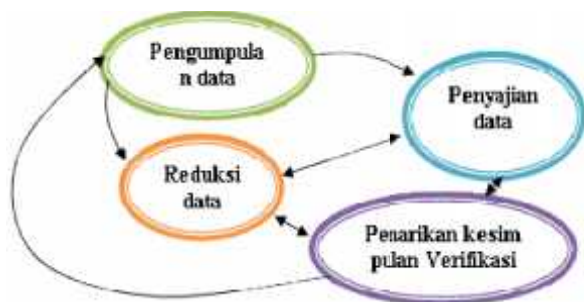 Pengumpula
n data
Penyajian
data
Reduksi
data
Penarikan kesim
pulan Verifikasi